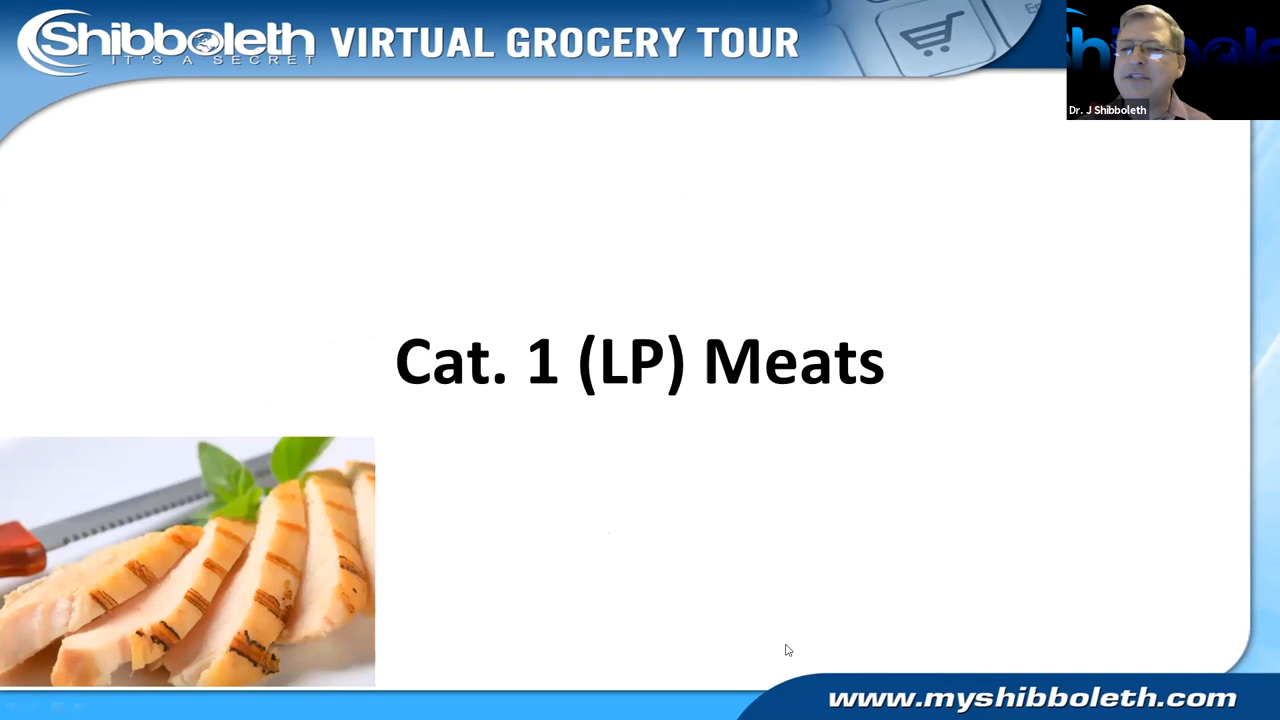 Shibboleth
IT'S A SECRET
VIRTUAL GROCERY TOUR
Dr. J Shibboleth
Cat. 1 (LP) Meats
www.myshibboleth.com